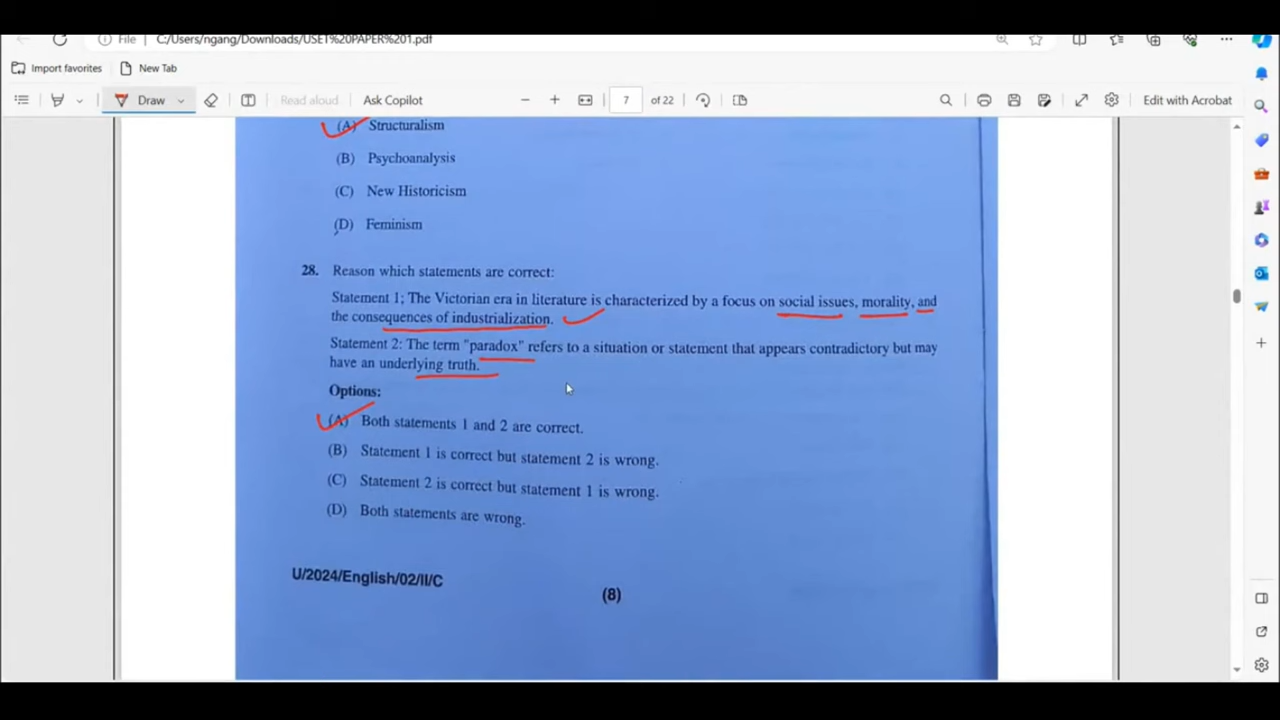 File C:/Users/ngang/Downloads/USET%20PAPER%201.pdf
Import favorites New Tab
Draw Read aloud Ask Copilot 7 of 22 Edit with Acrobat
(A) Structuralism
(B) Psychoanalysis
(C) New Historicism
(D) Feminism
28. Reason which statements are correct:
Statement 1; The Victorian era in literature is characterized by a focus on social issues, morality, and
the consequences of industrialization.
Statement 2: The term "paradox" refers to a situation or statement that appears contradictory but may
have an underlying truth.
Options:
(A) Both statements 1 and 2 are correct.
(B) Statement 1 is correct but statement 2 is wrong.
(C) Statement 2 is correct but statement 1 is wrong.
(D) Both statements are wrong.
U/2024/English/02/II/C
(8)